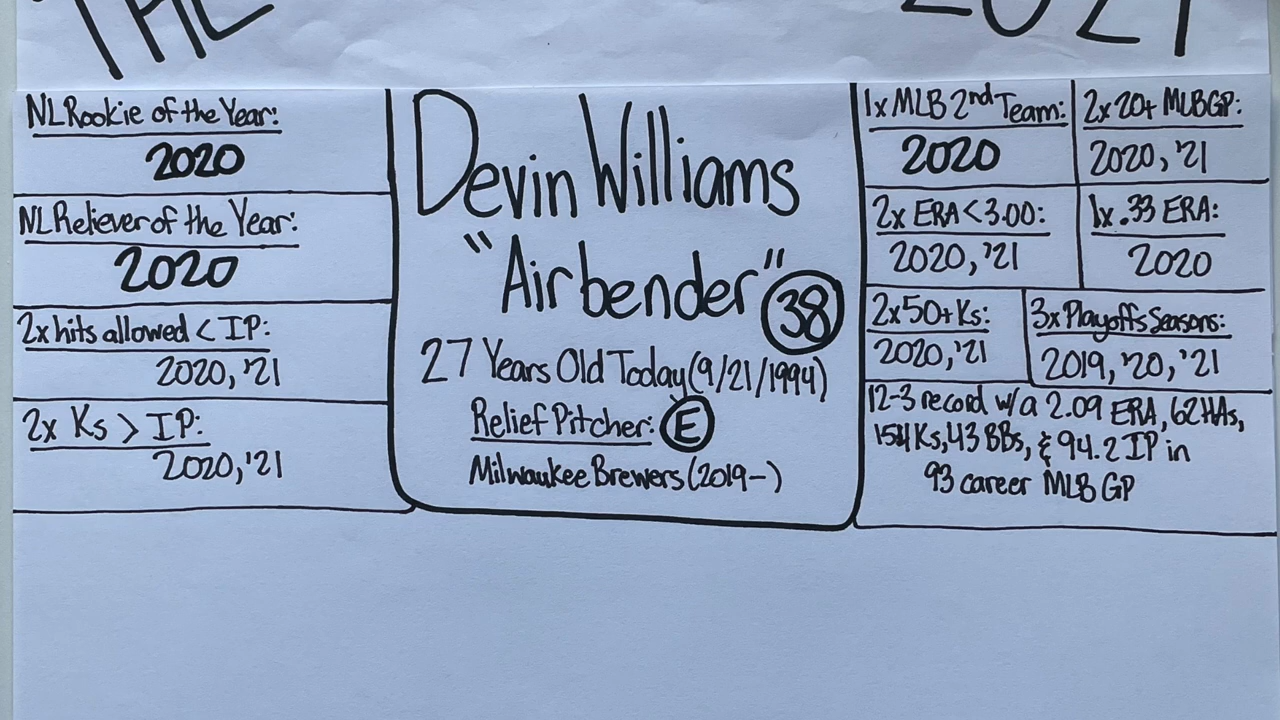 THE 2021
NL Rookie of the Year:
2020
NL Reliever of the Year:
2020
2x hits allowed < IP:
2020, '21
2x Ks > IP:
2020, '21
Devin Williams
"Airbender" 38
27 Years Old Today (9/21/1994)
Relief Pitcher: E
Milwaukee Brewers (2019-)
1x MLB 2nd Team:
2020
2x 20+ MLB GP:
2020, '21
2x ERA < 3.00:
2020, '21
1x .33 ERA:
2020
2x 50+ Ks:
2020, '21
3x Playoffs Seasons:
2019, '20, '21
12-3 record w/a 2.09 ERA, 62 HAs,
154 Ks, 43 BBs, & 94.2 IP in
93 career MLB GP